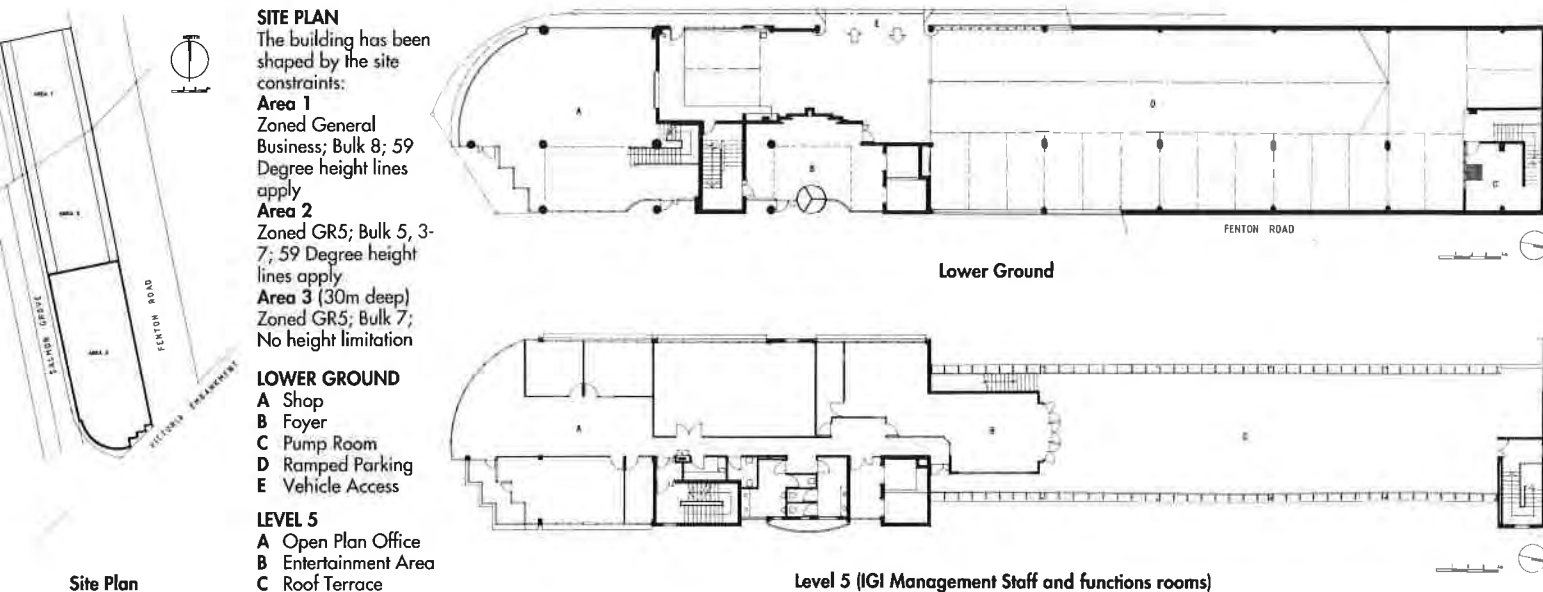 NORTH
AREA 1
AREA 2
AREA 3
SALMON GROVE
FENTON ROAD
VICTORIA EMBANKMENT
Site Plan
SITE PLAN
The building has been
shaped by the site
constraints:
Area 1
Zoned General
Business; Bulk 8; 59
Degree height lines
apply
Area 2
Zoned GR5; Bulk 5, 3-
7; 59 Degree height
lines apply
Area 3 (30m deep)
Zoned GR5; Bulk 7;
No height limitation
LOWER GROUND
A Shop
B Foyer
C Pump Room
D Ramped Parking
E Vehicle Access
LEVEL 5
A Open Plan Office
B Entertainment Area
C Roof Terrace
E
A
D
B
C
FENTON ROAD
Lower Ground
A
B
C
Level 5 (IGI Management Staff and functions rooms)